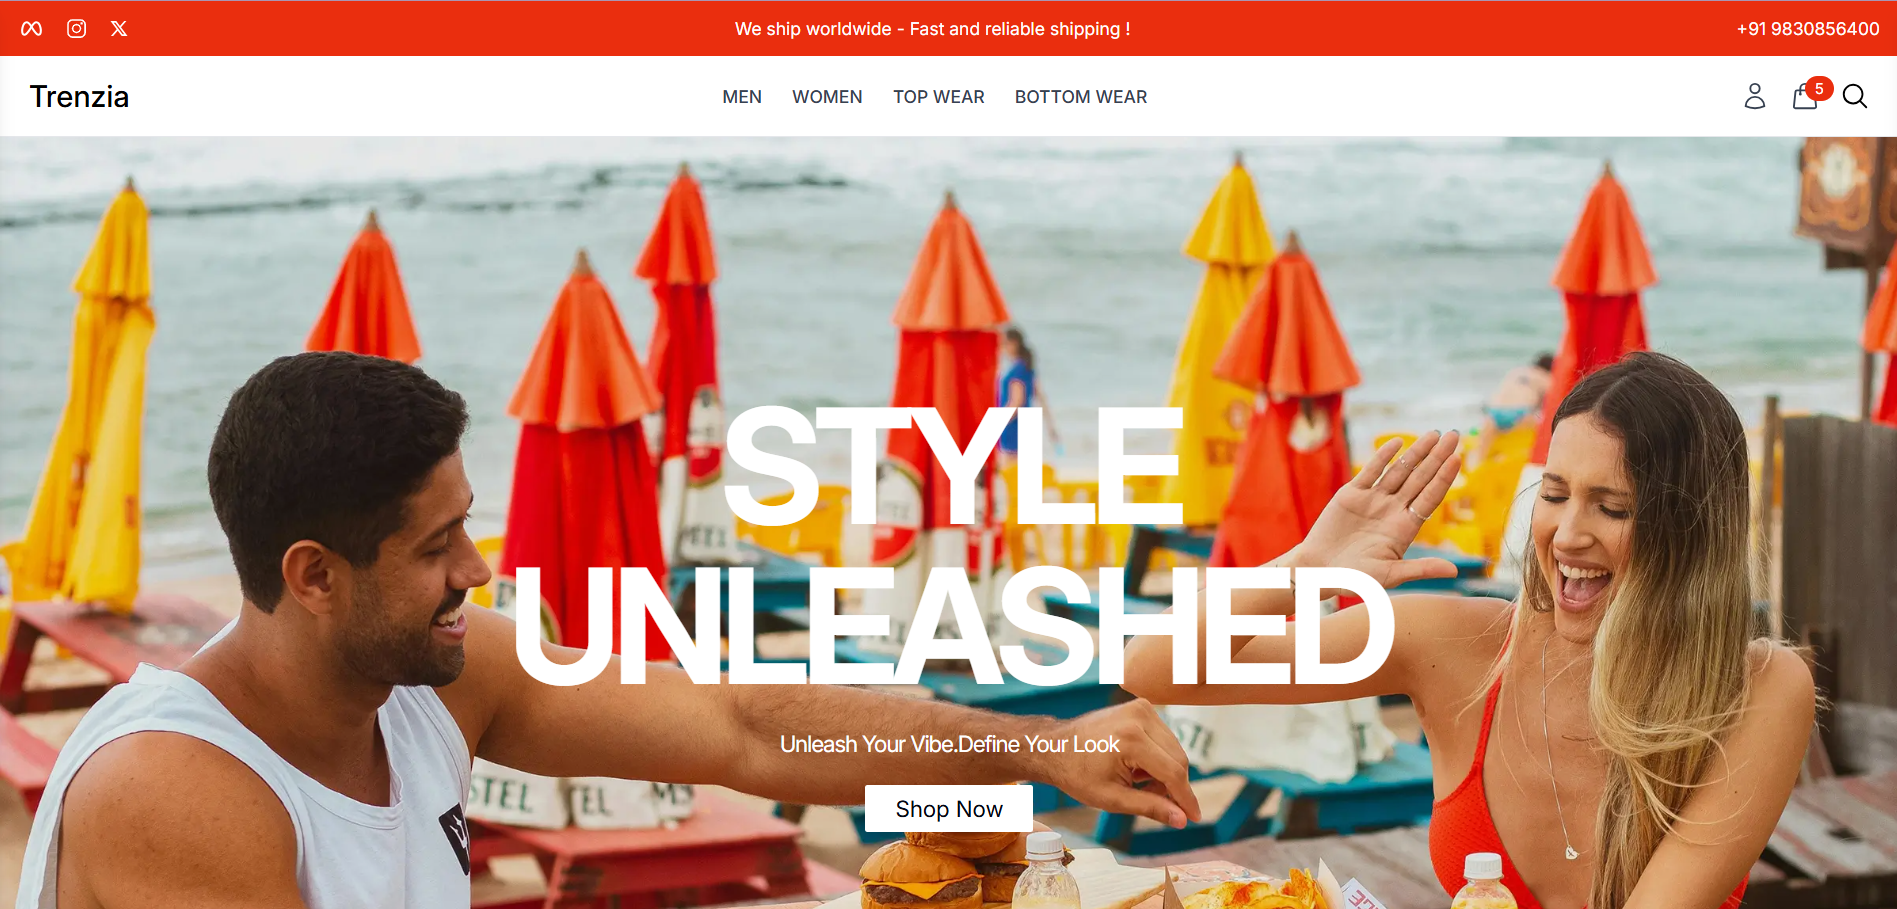 We ship worldwide - Fast and reliable shipping !
+91 9830856400
Trenzia
MEN WOMEN TOP WEAR BOTTOM WEAR
5
STYLE
UNLEASHED
Unleash Your Vibe.Define Your Look
Shop Now